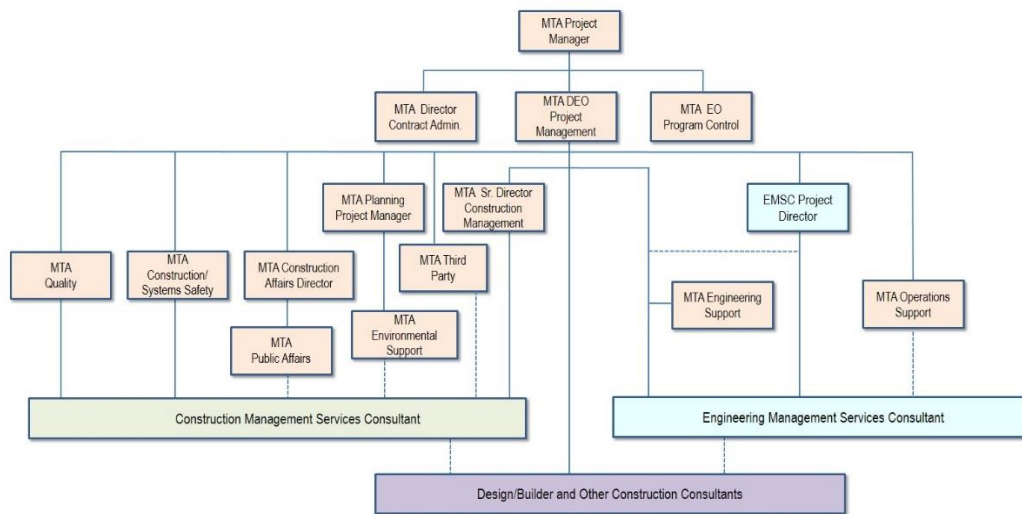 MTA Project
Manager
MTA Director
Contract Admin.
MTA DEO
Project
Management
MTA EO
Program Control
MTA Planning
Project Manager
MTA Sr. Director
Construction
Management
EMSC Project
Director
MTA
Quality
MTA
Construction/
Systems Safety
MTA Construction
Affairs Director
MTA Third
Party
MTA Engineering
Support
MTA Operations
Support
MTA
Public Affairs
MTA
Environmental
Support
Construction Management Services Consultant
Engineering Management Services Consultant
Design/Builder and Other Construction Consultants